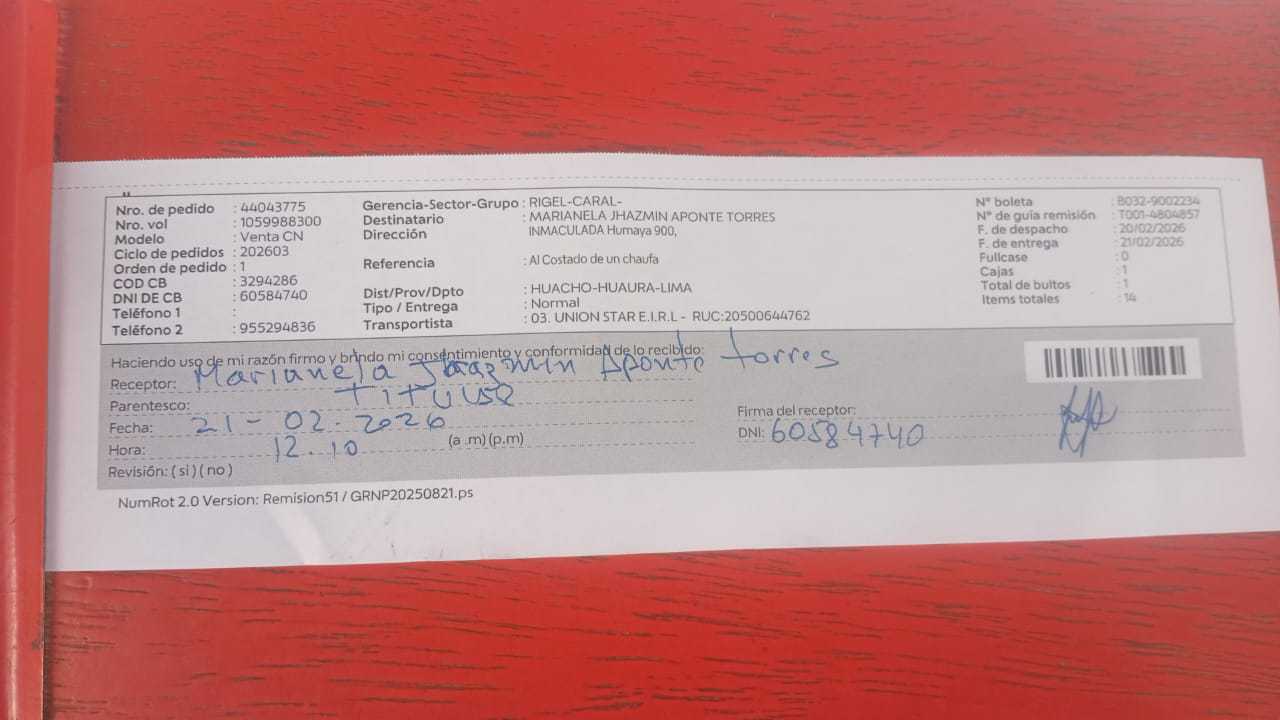 Nro. de pedido : 44043775
Nro. vol : 1059988300
Modelo : Venta CN
Ciclo de pedidos : 202603
Orden de pedido : 1
COD CB : 3294286
DNI DE CB : 60584740
Teléfono 1 :
Teléfono 2 : 955294836
Gerencia-Sector-Grupo : RIGEL-CARAL-
Destinatario : MARIANELA JHAZMIN APONTE TORRES
Dirección INMACULADA Humaya 900,
Referencia : Al Costado de un chaufa
Dist/Prov/Dpto : HUACHO-HUAURA-LIMA
Tipo / Entrega : Normal
Transportista : 03. UNION STAR E.I.R.L - RUC:20500644762
N° boleta : B032-9002234
N° de guía remisión : T001-4804857
F. de despacho : 20/02/2026
F. de entrega : 21/02/2026
Fullcase : 0
Cajas : 1
Total de bultos : 1
Items totales : 14
Haciendo uso de mi razón firmo y brindo mi consentimiento y conformidad de lo recibido:
Receptor: Marianela Jhazmin Aponte torres
Parentesco:
Fecha: 21-02-2026
Hora: 12.10 (a .m) (p.m)
Revisión: ( si ) ( no )
Firma del receptor:
DNI: 60584740
NumRot 2.0 Version: Remision51 / GRNP20250821.ps